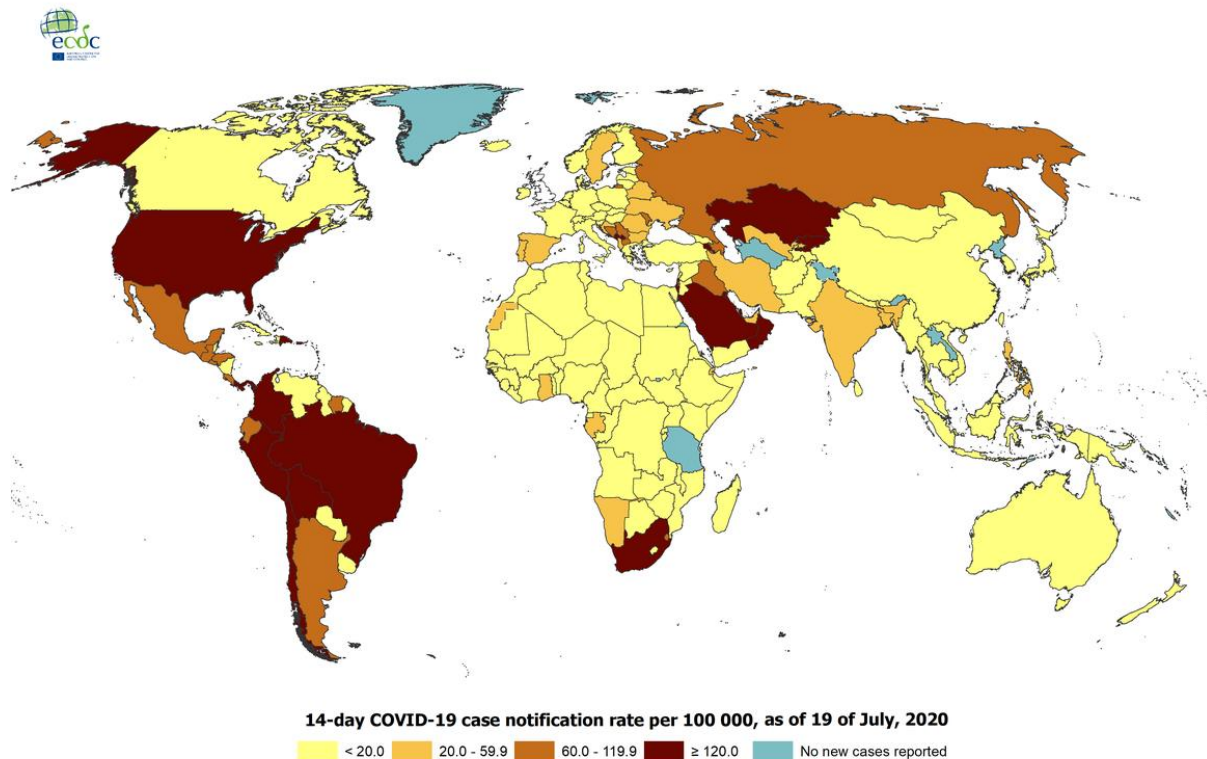 ecdc
14-day COVID-19 case notification rate per 100 000, as of 19 of July, 2020
< 20.0 20.0 - 59.9 60.0 - 119.9 ≥ 120.0 No new cases reported